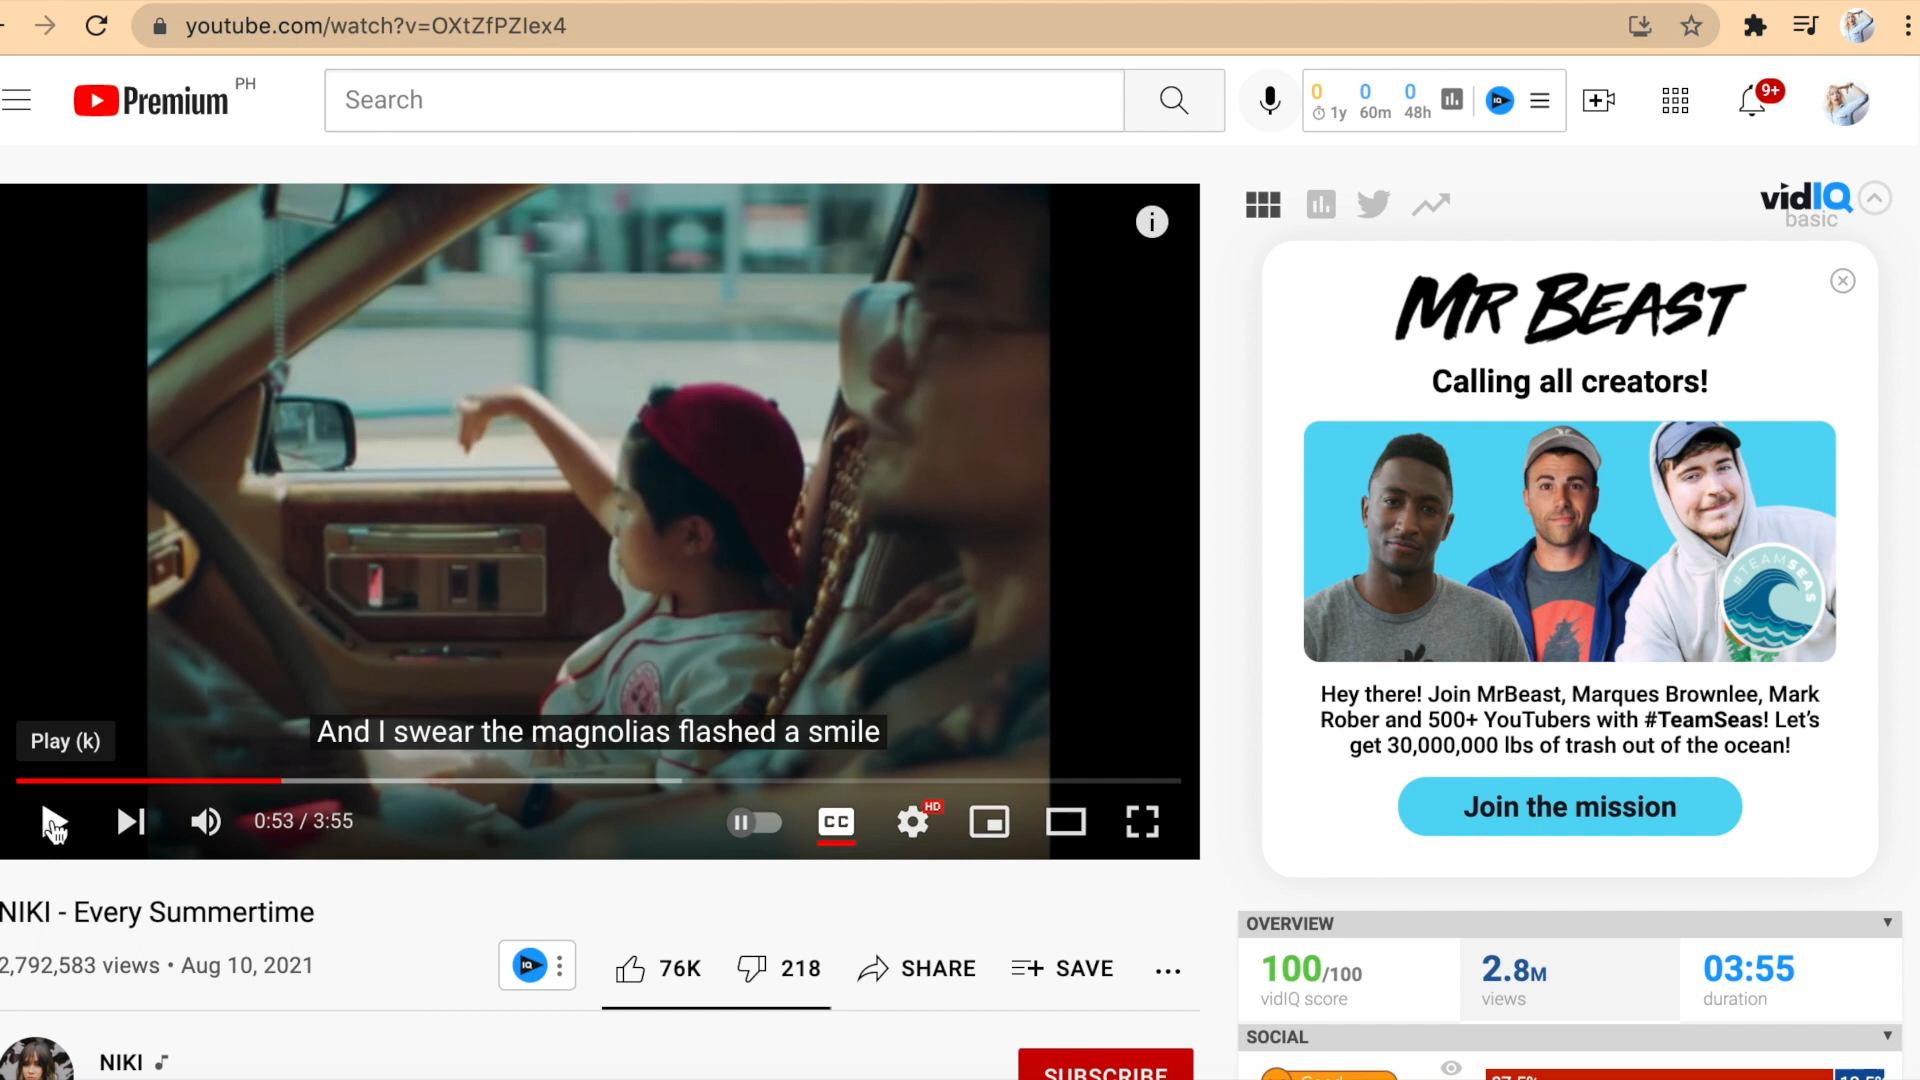 youtube.com/watch?v=OXtZfPZlex4
Premium PH
Search
0 0 0
1y 60m 48h
IQ
9+
vidIQ
basic
i
MR BEAST
Calling all creators!
#TEAMSEAS
Hey there! Join MrBeast, Marques Brownlee, Mark
Rober and 500+ YouTubers with #TeamSeas! Let's
get 30,000,000 lbs of trash out of the ocean!
Join the mission
And I swear the magnolias flashed a smile
Play (k)
0:53 / 3:55
CC
HD
NIKI - Every Summertime
2,792,583 views • Aug 10, 2021
IQ
76K
218
SHARE
SAVE
NIKI
SUBSCRIBE
OVERVIEW
100/100
vidIQ score
2.8M
views
03:55
duration
SOCIAL